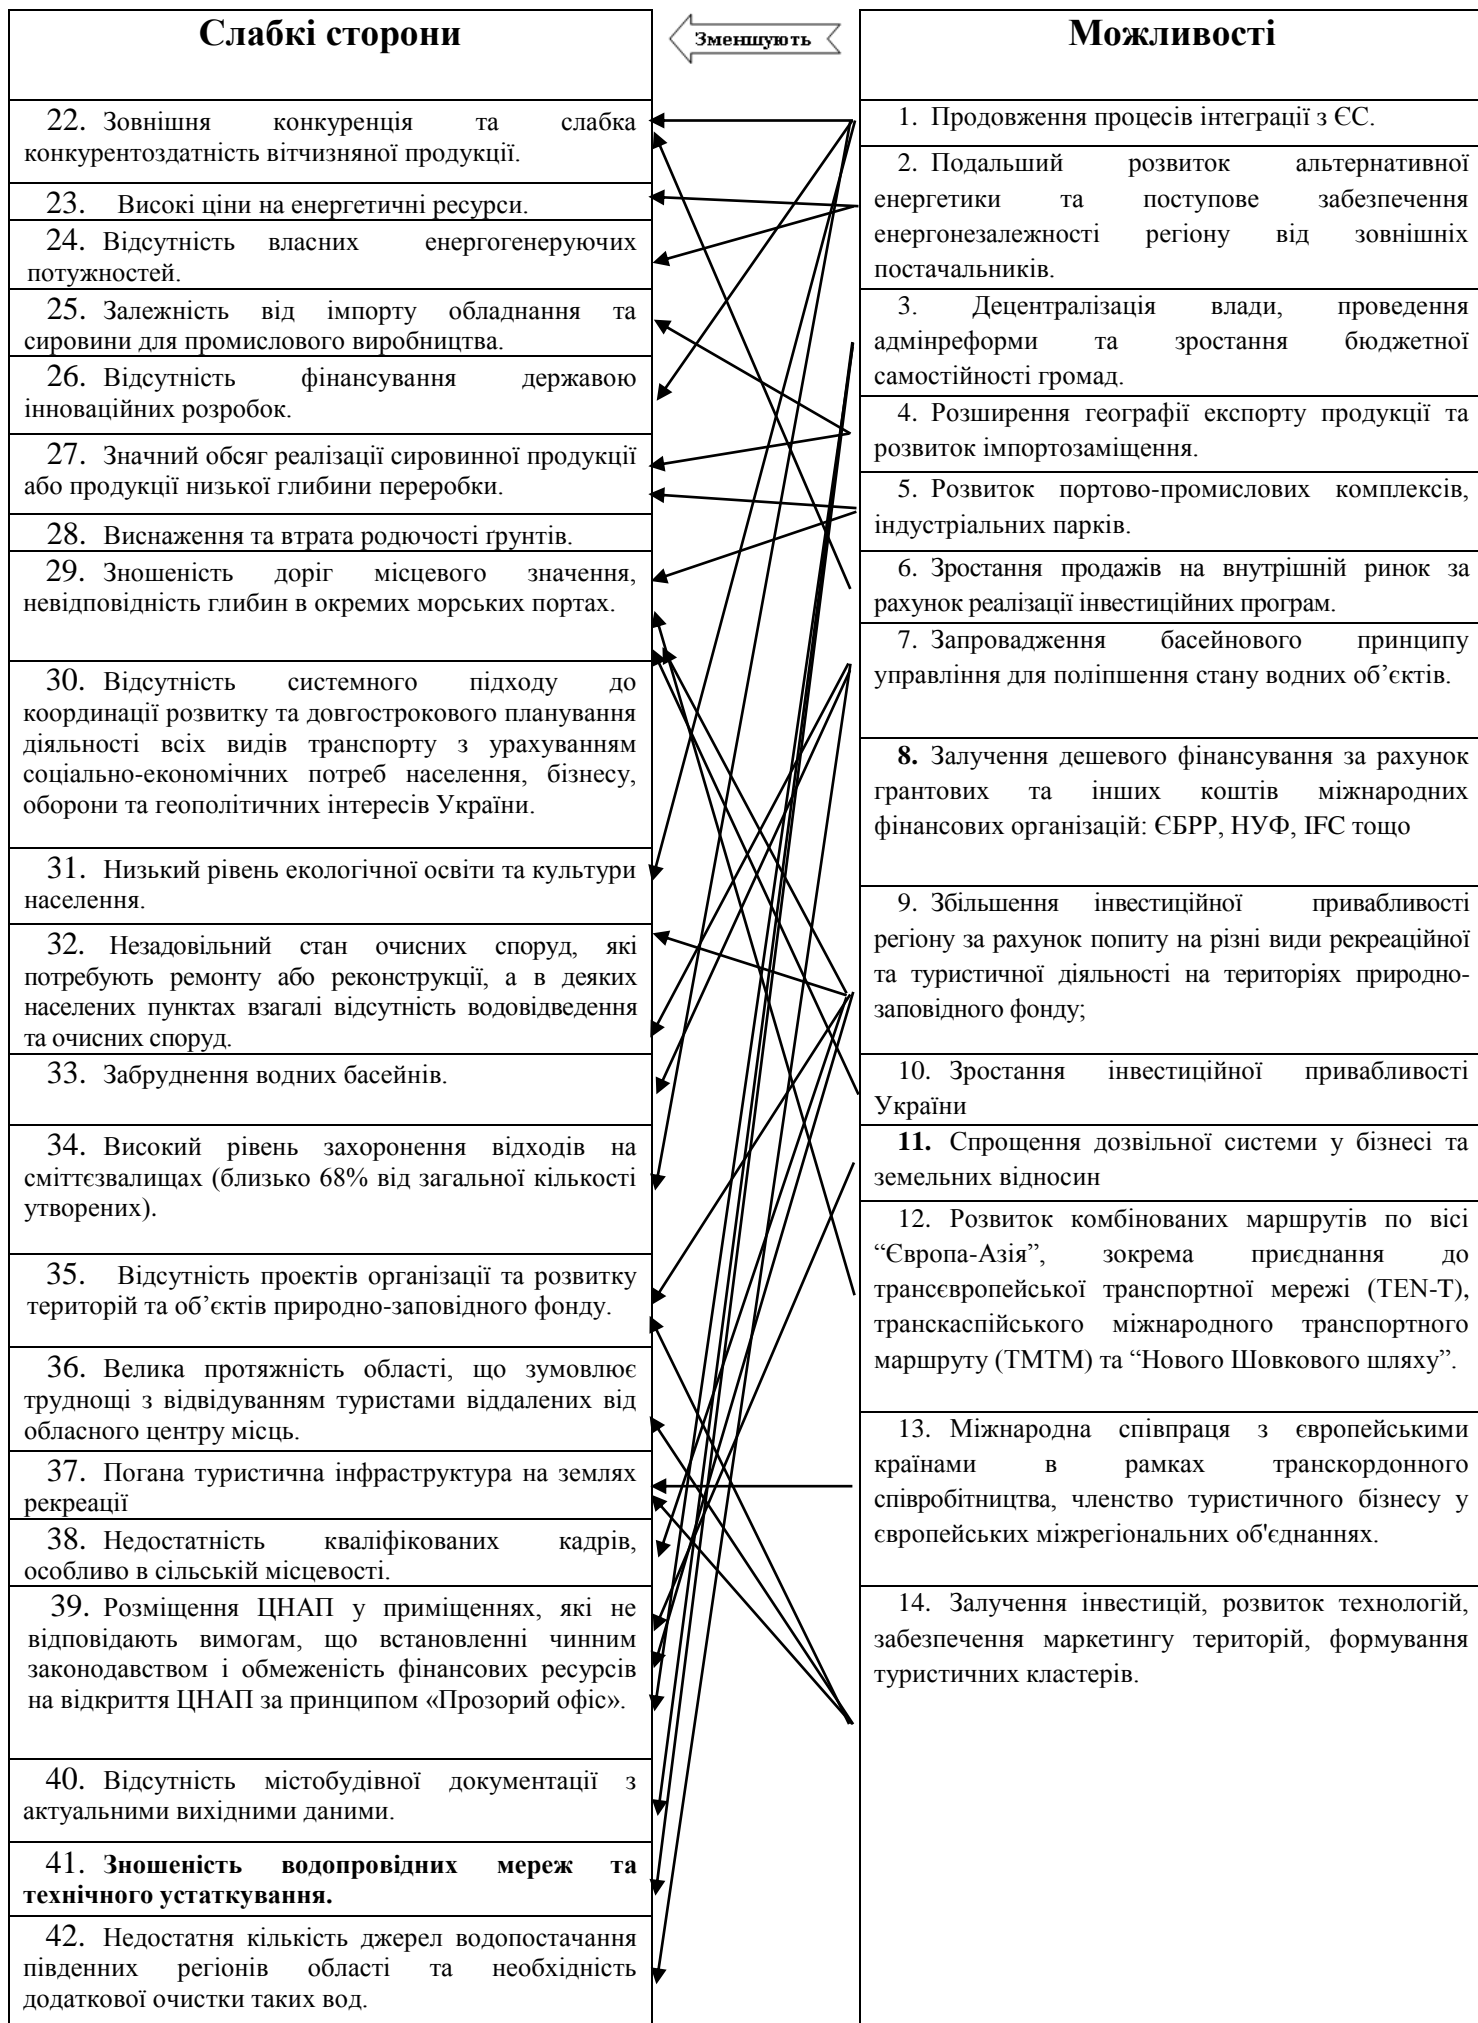 Слабкі сторони
22. Зовнішня конкуренція та слабка
конкурентоздатність вітчизняної продукції.
23. Високі ціни на енергетичні ресурси.
24. Відсутність власних енергогенеруючих
потужностей.
25. Залежність від імпорту обладнання та
сировини для промислового виробництва.
26. Відсутність фінансування державою
інноваційних розробок.
27. Значний обсяг реалізації сировинної продукції
або продукції низької глибини переробки.
28. Виснаження та втрата родючості ґрунтів.
29. Зношеність доріг місцевого значення,
невідповідність глибин в окремих морських портах.
30. Відсутність системного підходу до
координації розвитку та довгострокового планування
діяльності всіх видів транспорту з урахуванням
соціально-економічних потреб населення, бізнесу,
оборони та геополітичних інтересів України.
31. Низький рівень екологічної освіти та культури
населення.
32. Незадовільний стан очисних споруд, які
потребують ремонту або реконструкції, а в деяких
населених пунктах взагалі відсутність водовідведення
та очисних споруд.
33. Забруднення водних басейнів.
34. Високий рівень захоронення відходів на
сміттєзвалищах (близько 68% від загальної кількості
утворених).
35. Відсутність проектів організації та розвитку
територій та об’єктів природно-заповідного фонду.
36. Велика протяжність області, що зумовлює
труднощі з відвідуванням туристами віддалених від
обласного центру місць.
37. Погана туристична інфраструктура на землях
рекреації
38. Недостатність кваліфікованих кадрів,
особливо в сільській місцевості.
39. Розміщення ЦНАП у приміщеннях, які не
відповідають вимогам, що встановленні чинним
законодавством і обмеженість фінансових ресурсів
на відкриття ЦНАП за принципом «Прозорий офіс».
40. Відсутність містобудівної документації з
актуальними вихідними даними.
41. Зношеність водопровідних мереж та
технічного устаткування.
42. Недостатня кількість джерел водопостачання
південних регіонів області та необхідність
додаткової очистки таких вод.
Зменшують
Можливості
1. Продовження процесів інтеграції з ЄС.
2. Подальший розвиток альтернативної
енергетики та поступове забезпечення
енергонезалежності регіону від зовнішніх
постачальників.
3. Децентралізація влади, проведення
адмінреформи та зростання бюджетної
самостійності громад.
4. Розширення географії експорту продукції та
розвиток імпортозаміщення.
5. Розвиток портово-промислових комплексів,
індустріальних парків.
6. Зростання продажів на внутрішній ринок за
рахунок реалізації інвестиційних програм.
7. Запровадження басейнового принципу
управління для поліпшення стану водних об’єктів.
8. Залучення дешевого фінансування за рахунок
грантових та інших коштів міжнародних
фінансових організацій: ЄБРР, НУФ, IFC тощо
9. Збільшення інвестиційної привабливості
регіону за рахунок попиту на різні види рекреаційної
та туристичної діяльності на територіях природно-
заповідного фонду;
10. Зростання інвестиційної привабливості
України
11. Спрощення дозвільної системи у бізнесі та
земельних відносин
12. Розвиток комбінованих маршрутів по вісі
“Європа-Азія”, зокрема приєднання до
трансєвропейської транспортної мережі (TEN-T),
транскаспійського міжнародного транспортного
маршруту (ТМТМ) та “Нового Шовкового шляху”.
13. Міжнародна співпраця з європейськими
країнами в рамках транскордонного
співробітництва, членство туристичного бізнесу у
європейських міжрегіональних об'єднаннях.
14. Залучення інвестицій, розвиток технологій,
забезпечення маркетингу територій, формування
туристичних кластерів.